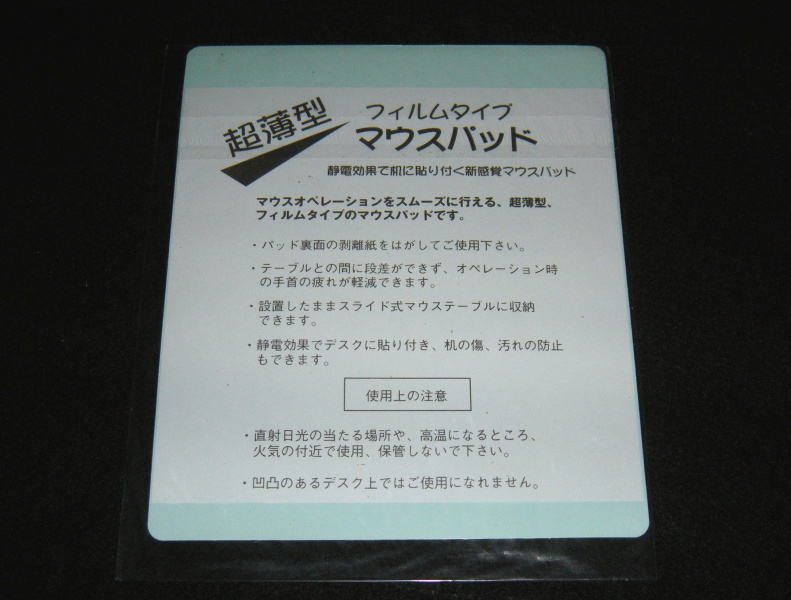 超薄型
フィルムタイプ
マウスパッド
静電効果で机に貼り付く新感覚マウスパッド
マウスオペレーションをスムーズに行える、超薄型、
フィルムタイプのマウスパッドです。
・パッド裏面の剥離紙をはがしてご使用下さい。
・テーブルとの間に段差ができず、オペレーション時
の手首の疲れが軽減できます。
・設置したままスライド式マウステーブルに収納
できます。
・静電効果でデスクに貼り付き、机の傷、汚れの防止
もできます。
使用上の注意
・直射日光の当たる場所や、高温になるところ、
火気の付近で使用、保管しないで下さい。
・凹凸のあるデスク上ではご使用になれません。